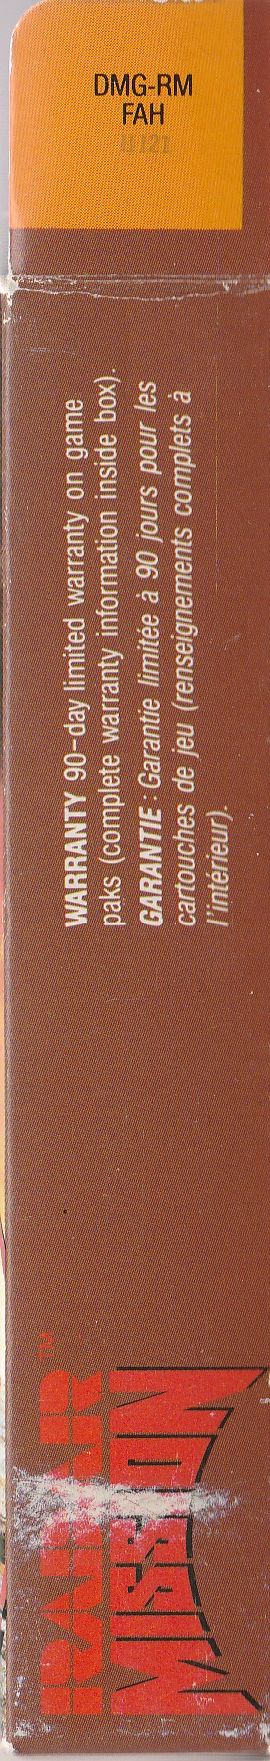 DMG-RM
FAH
U121
WARRANTY 90-day limited warranty on game
paks (complete warranty information inside box).
GARANTIE : Garantie limitée à 90 jours pour les
cartouches de jeu (renseignements complets à
l'intérieur).
RADAR™
MISSION